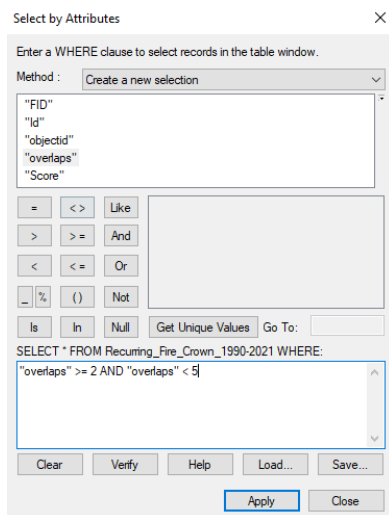 Select by Attributes
Enter a WHERE clause to select records in the table window.
Method : Create a new selection
"FID"
"Id"
"objectid"
"overlaps"
"Score"
= < > Like
> > = And
< < = Or
_ % ( ) Not
Is In Null Get Unique Values Go To:
SELECT * FROM Recurring_Fire_Crown_1990-2021 WHERE:
"overlaps" >= 2 AND "overlaps" < 5
Clear Verify Help Load... Save...
Apply Close